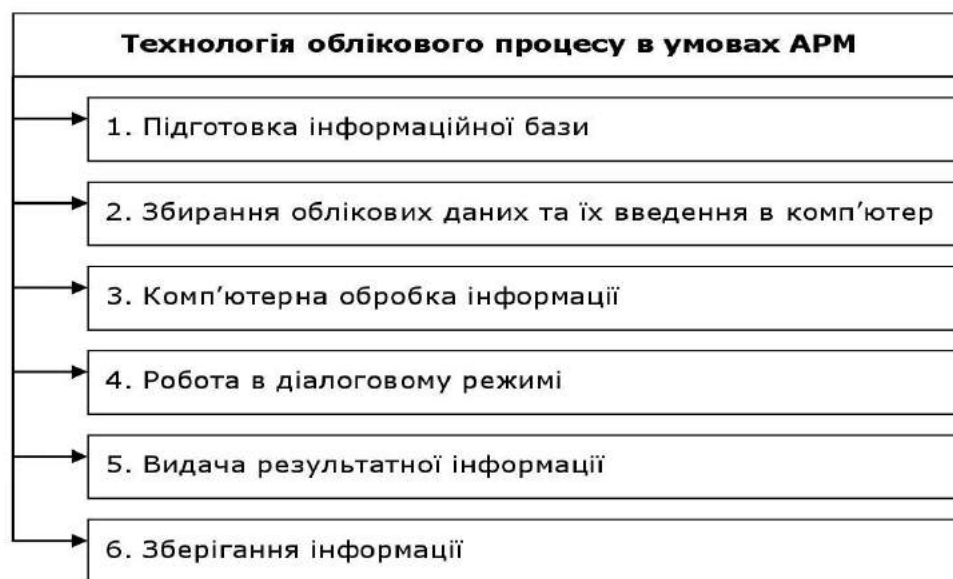 Технологія облікового процесу в умовах АРМ
1. Підготовка інформаційної бази
2. Збирання облікових даних та їх введення в комп’ютер
3. Комп’ютерна обробка інформації
4. Робота в діалоговому режимі
5. Видача результатної інформації
6. Зберігання інформації